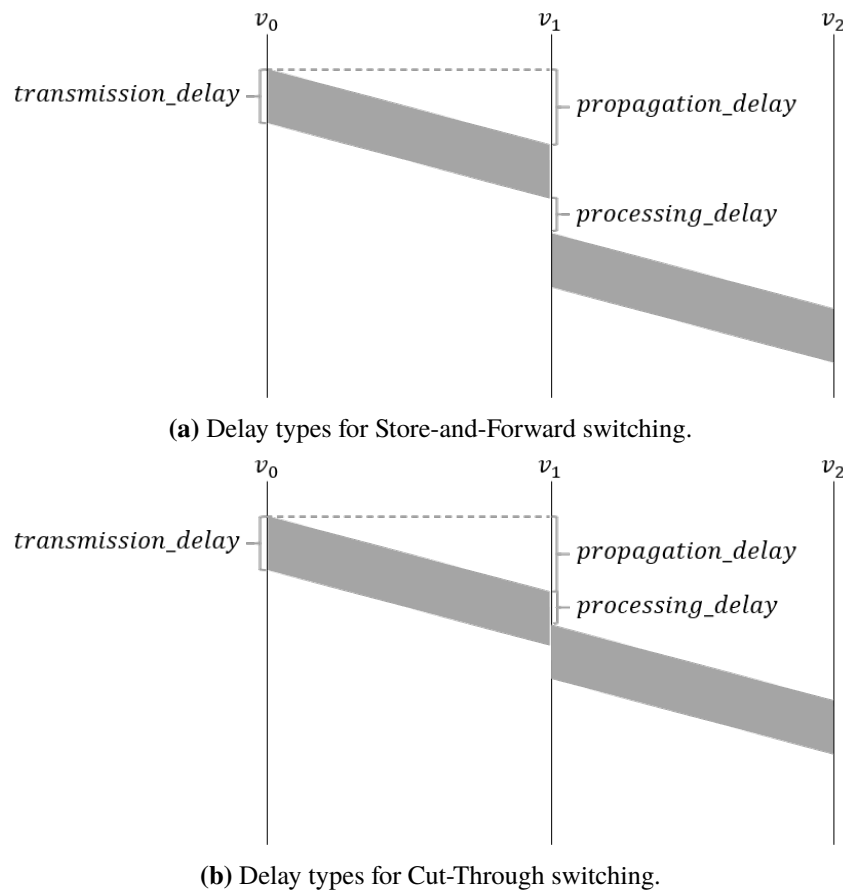 v₀ v₁ v₂
transmission_delay propagation_delay
processing_delay
(a) Delay types for Store-and-Forward switching.
v₀ v₁ v₂
transmission_delay propagation_delay
processing_delay
(b) Delay types for Cut-Through switching.